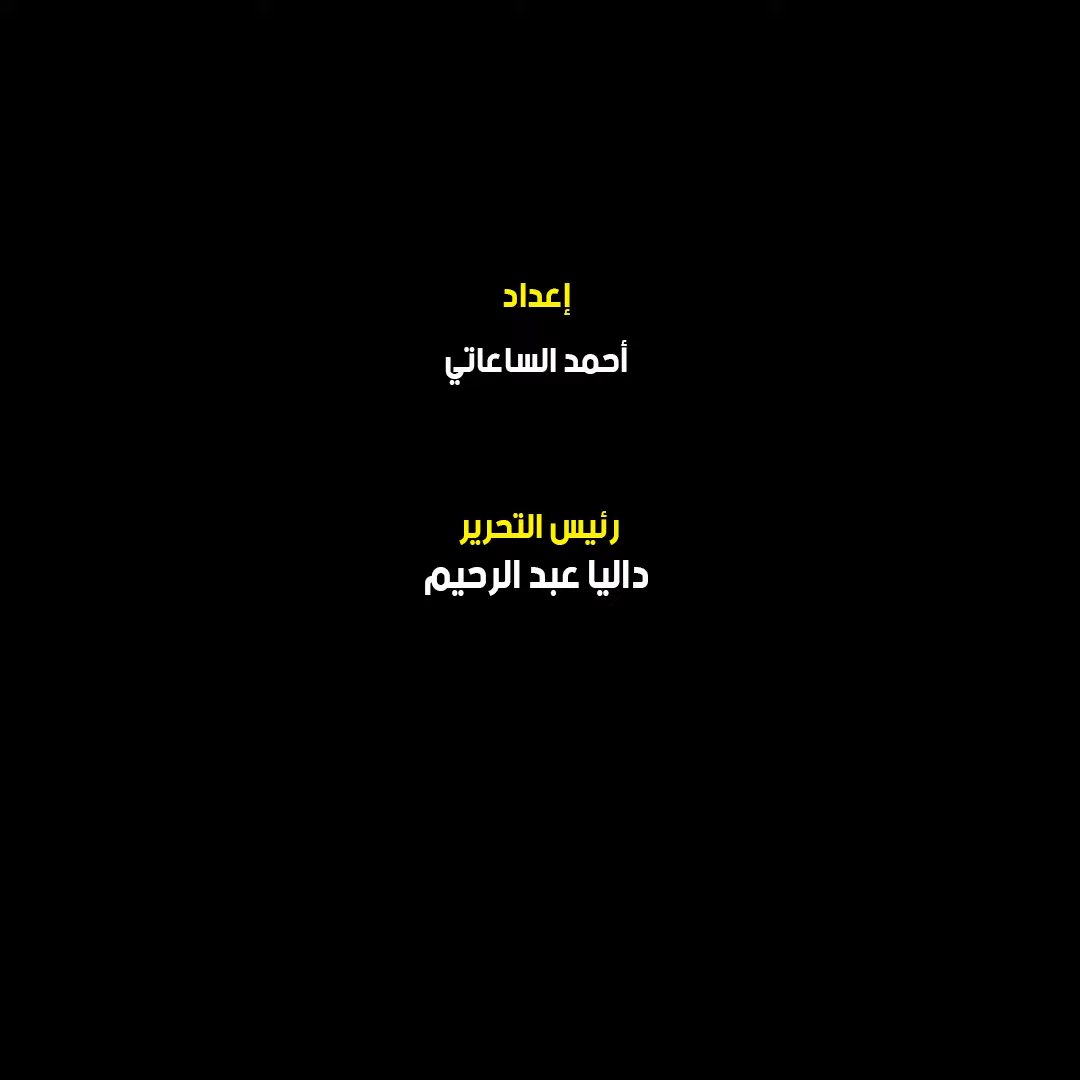 إعداد
أحمد الساعاتي
رئيس التحرير
داليا عبد الرحيم